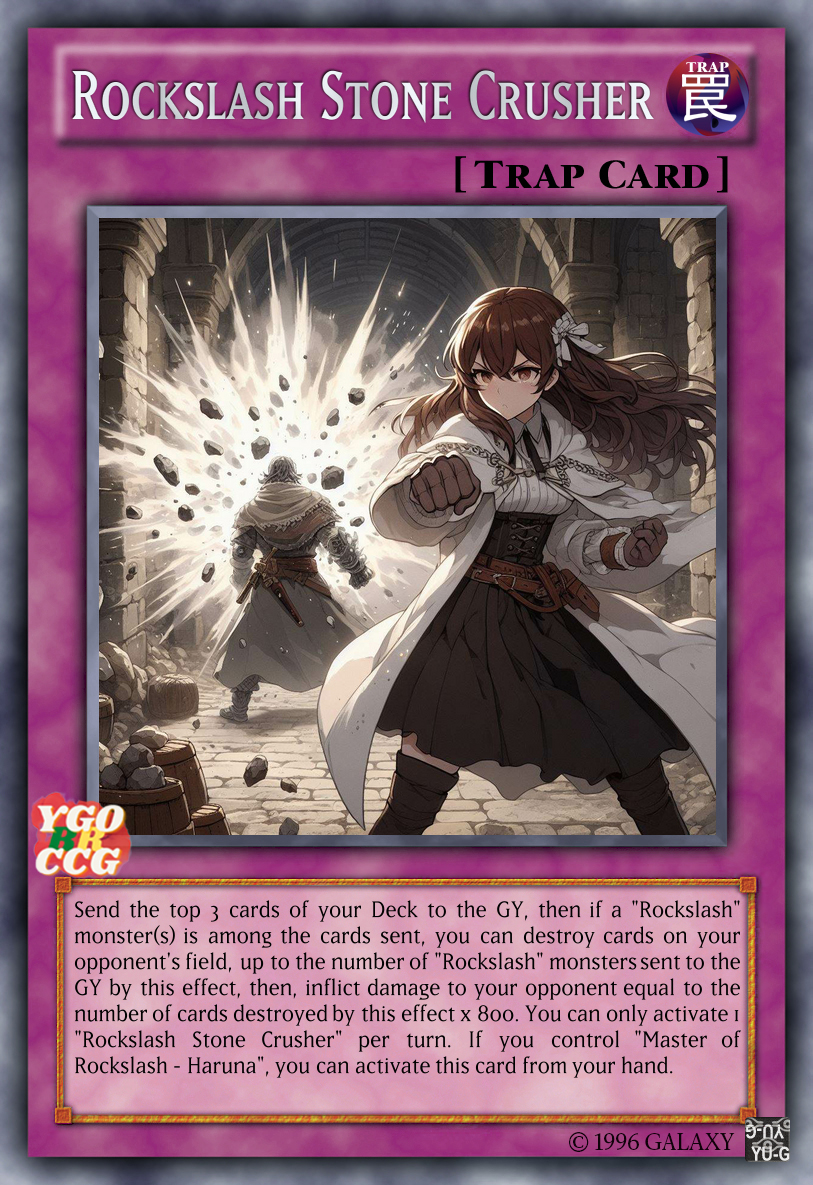 Rockslash Stone Crusher
TRAP
罠
[Trap Card]
YGO
RR
CCG
Send the top 3 cards of your Deck to the GY, then if a "Rockslash"
monster(s) is among the cards sent, you can destroy cards on your
opponent's field, up to the number of "Rockslash" monsters sent to the
GY by this effect, then, inflict damage to your opponent equal to the
number of cards destroyed by this effect x 800. You can only activate 1
"Rockslash Stone Crusher" per turn. If you control "Master of
Rockslash - Haruna", you can activate this card from your hand.
© 1996 GALAXY
YU-G